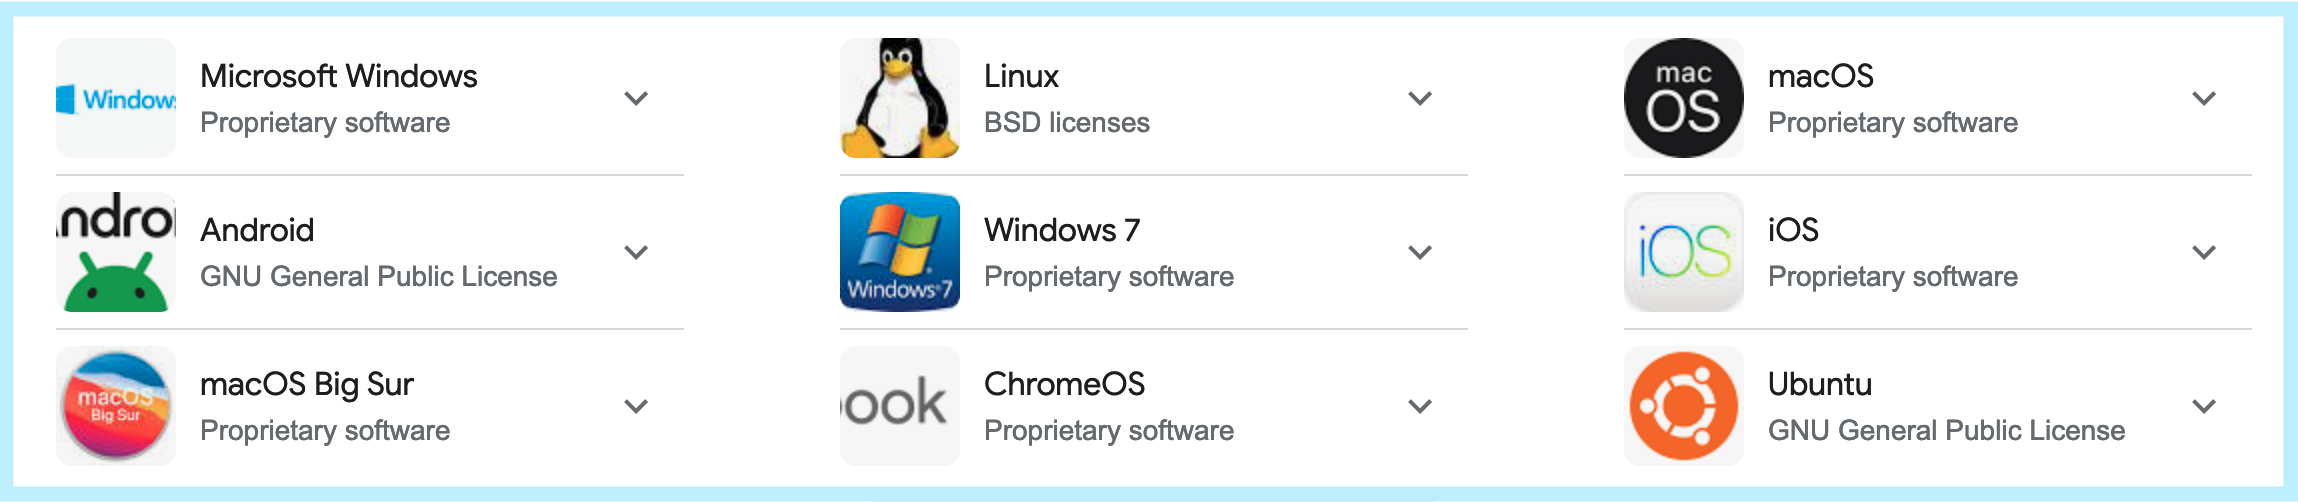 Windows
Microsoft Windows
Proprietary software
Linux
BSD licenses
mac
OS
macOS
Proprietary software
Androi
Android
GNU General Public License
Windows 7
Windows 7
Proprietary software
iOS
iOS
Proprietary software
macOS
Big Sur
macOS Big Sur
Proprietary software
ook
ChromeOS
Proprietary software
Ubuntu
GNU General Public License